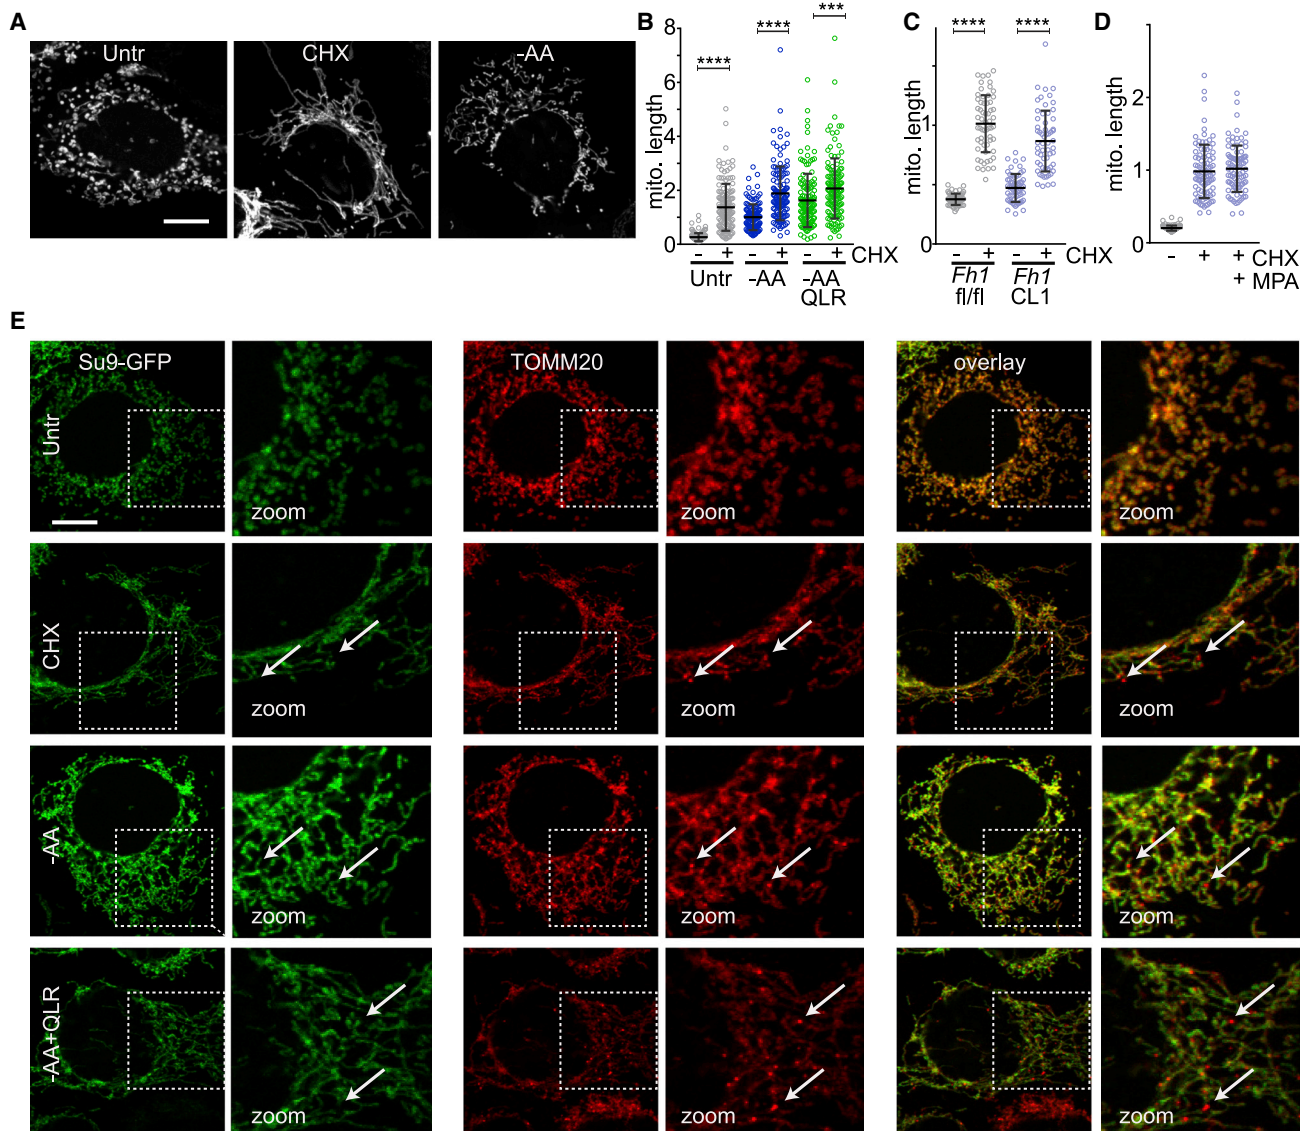 A
Untr
CHX
-AA
B
mito. length
8
6
4
2
0
****
****
***
- + - + - + CHX
Untr -AA -AA
QLR
C
mito. length
1
0
****
****
- + - + CHX
Fh1 Fh1
fl/fl CL1
D
mito. length
2
1
0
- + + CHX
+ MPA
E
Su9-GFP
TOMM20
overlay
Untr
zoom
zoom
zoom
CHX
zoom
zoom
zoom
-AA
zoom
zoom
zoom
-AA+QLR
zoom
zoom
zoom